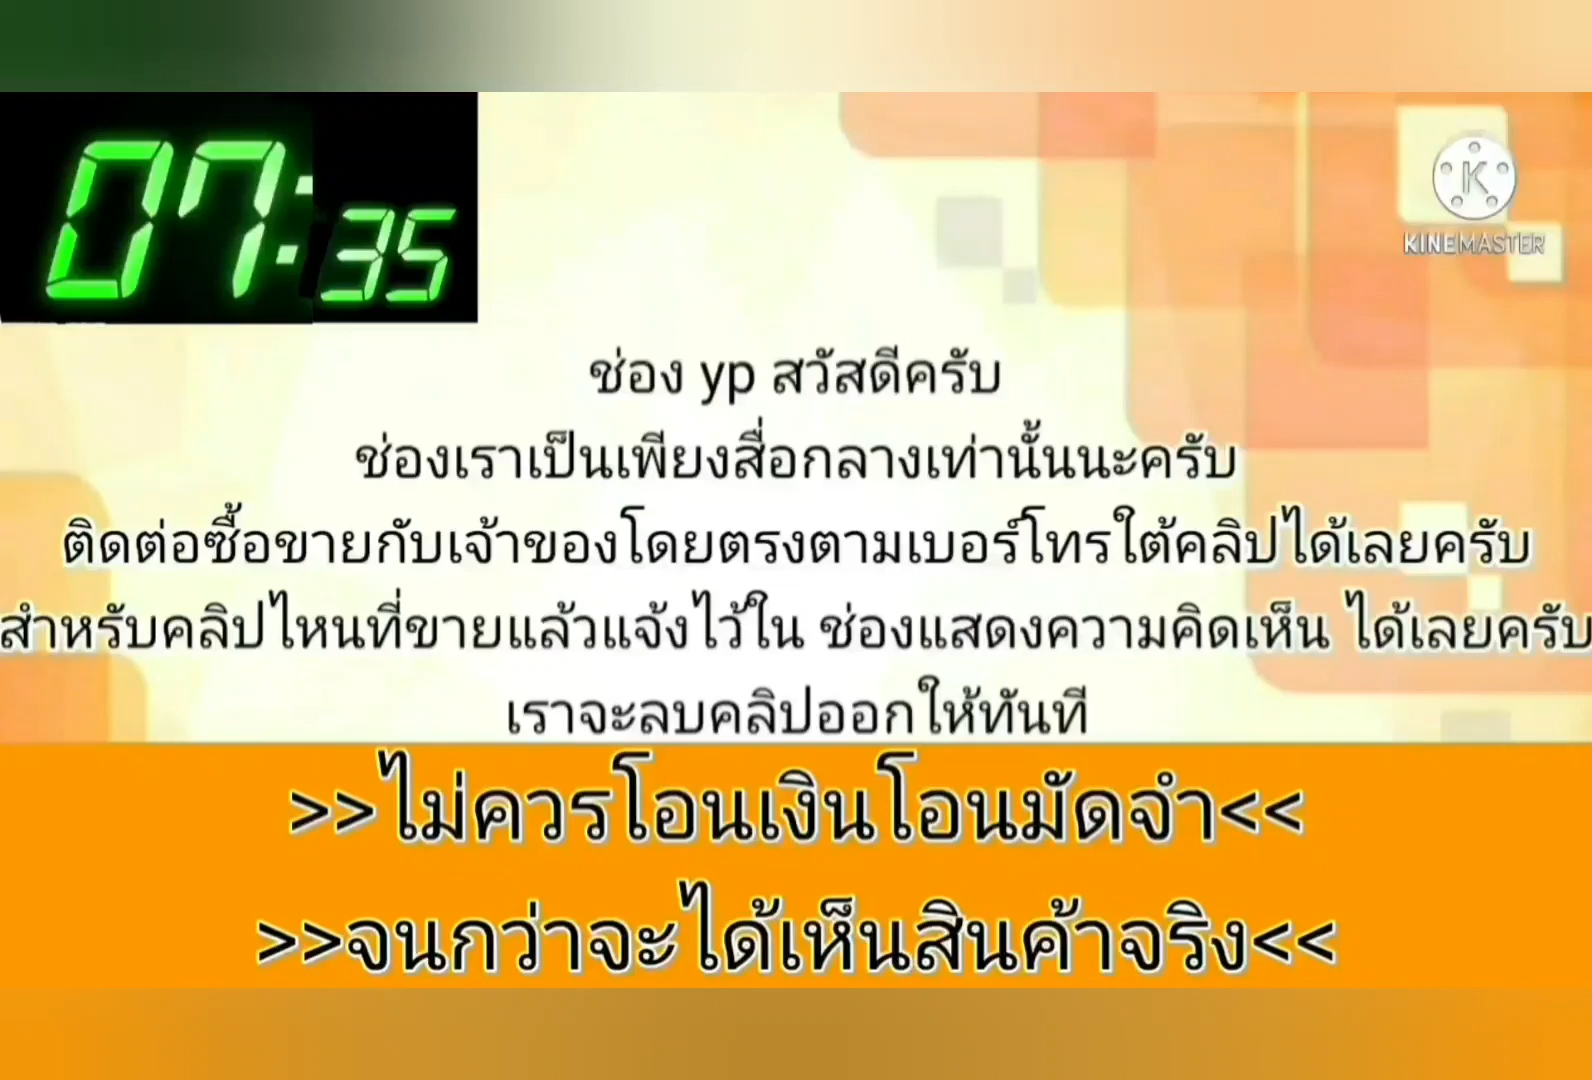 07:35
KINEMASTER
ช่อง yp สวัสดีครับ
ช่องเราเป็นเพียงสื่อกลางเท่านั้นนะครับ
ติดต่อซื้อขายกับเจ้าของโดยตรงตามเบอร์โทรใต้คลิปได้เลยครับ
สำหรับคลิปไหนที่ขายแล้วแจ้งไว้ใน ช่องแสดงความคิดเห็น ได้เลยครับ
เราจะลบคลิปออกให้ทันที
>>ไม่ควรโอนเงินโอนมัดจำ<<
>>จนกว่าจะได้เห็นสินค้าจริง<<